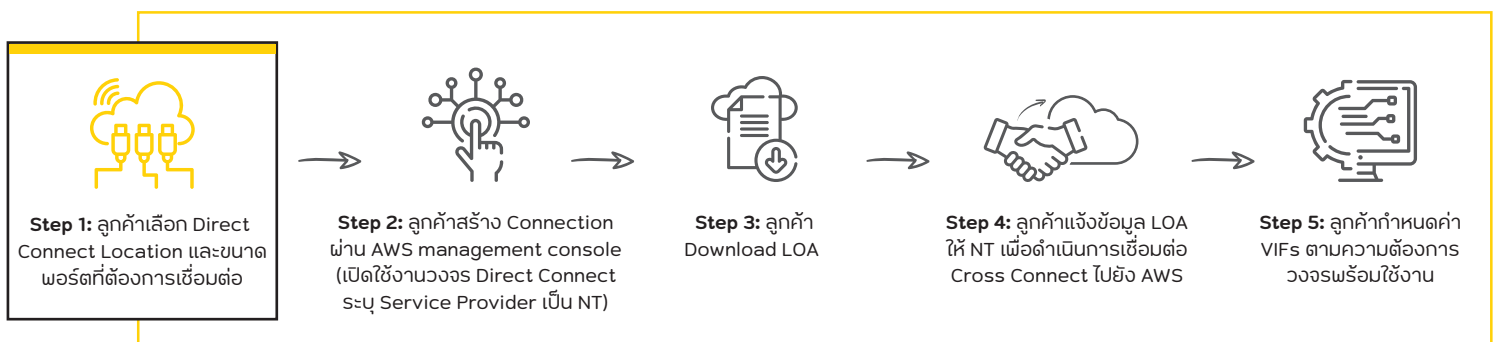 Step 1: ลูกค้าเลือก Direct
Connect Location และขนาด
พอร์ตที่ต้องการเชื่อมต่อ
Step 2: ลูกค้าสร้าง Connection
ผ่าน AWS management console
(เปิดใช้งานวงจร Direct Connect
ระบุ Service Provider เป็น NT)
Step 3: ลูกค้า
Download LOA
Step 4: ลูกค้าแจ้งข้อมูล LOA
ให้ NT เพื่อดำเนินการเชื่อมต่อ
Cross Connect ไปยัง AWS
Step 5: ลูกค้ากำหนดค่า
VIFs ตามความต้องการ
วงจรพร้อมใช้งาน